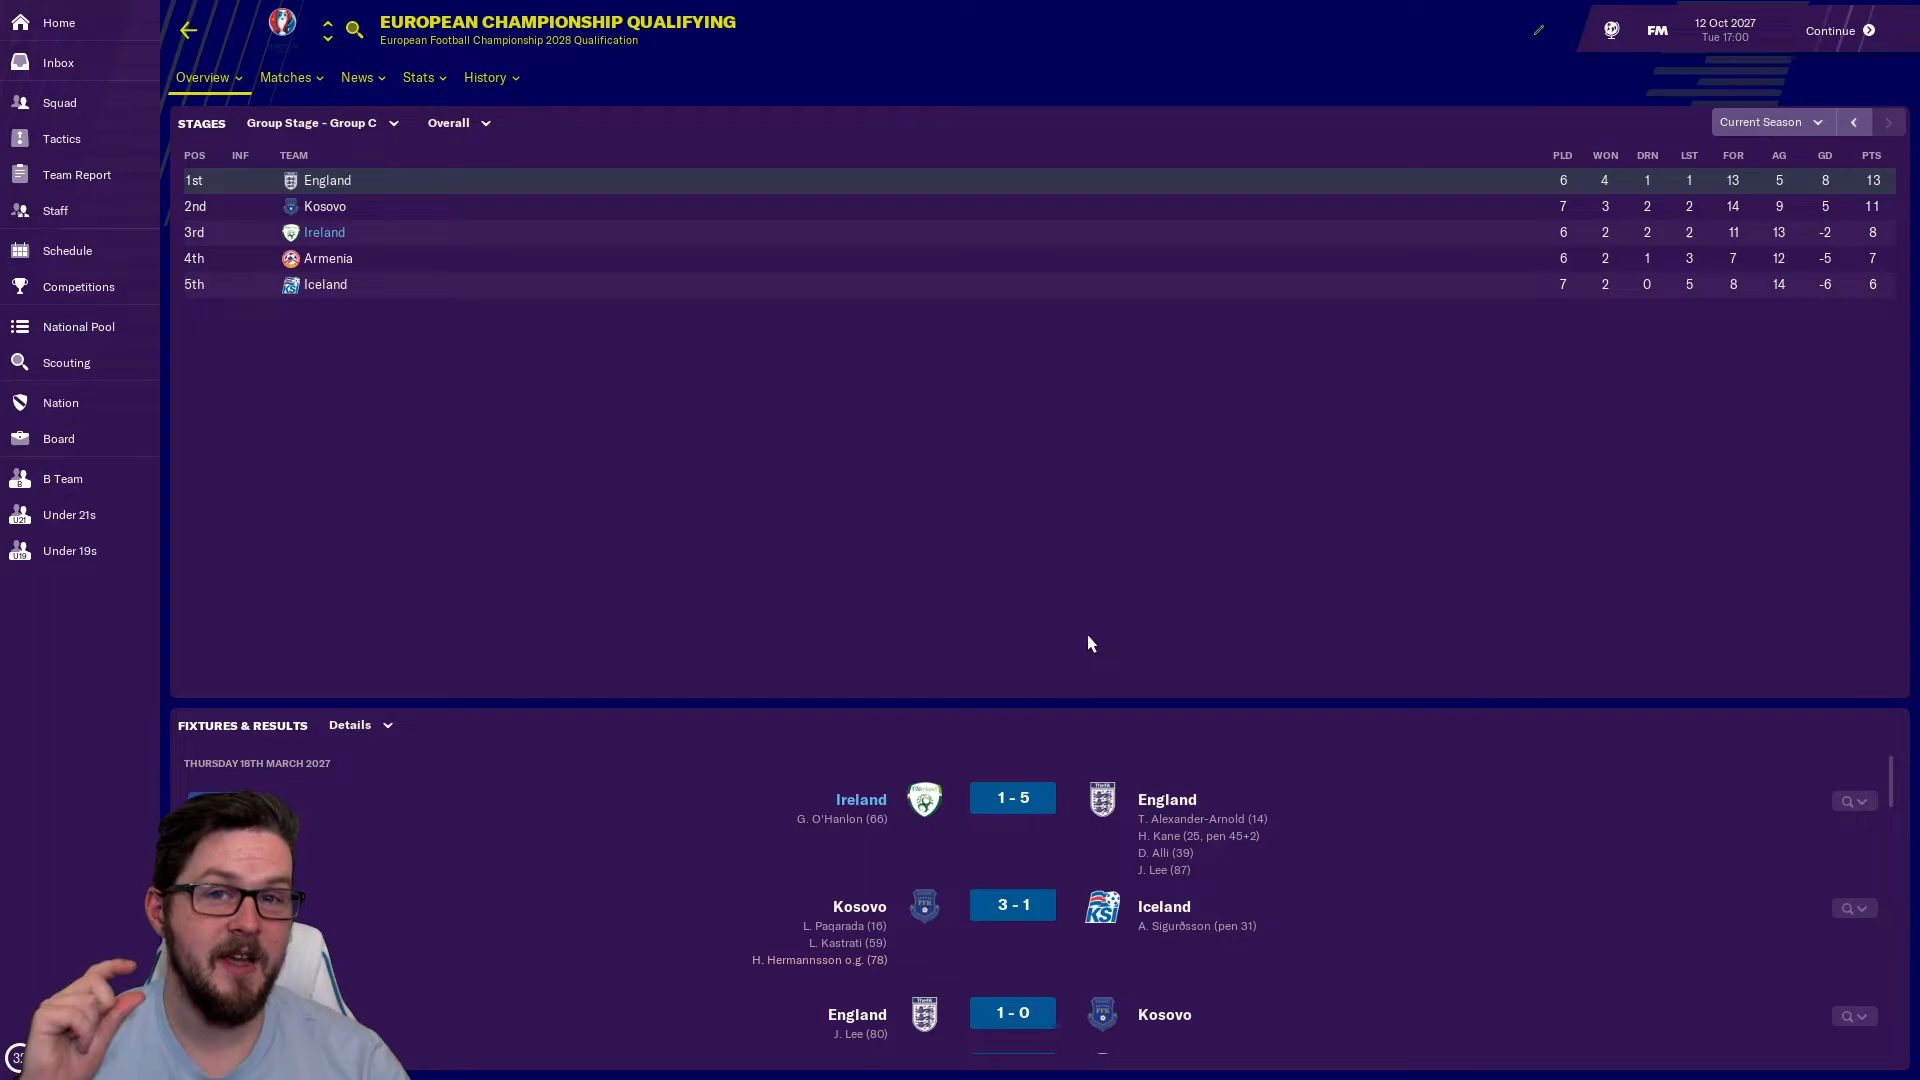 Home
Inbox
Squad
Tactics
Team Report
Staff
Schedule
Competitions
National Pool
Scouting
Nation
Board
B Team
Under 21s
Under 19s
EUROPEAN CHAMPIONSHIP QUALIFYING
European Football Championship 2028 Qualification
FM
12 Oct 2027
Tue 17:00
Continue
Overview Matches News Stats History
STAGES Group Stage - Group C Overall Current Season
POS INF TEAM PLD WON DRN LST FOR AG GD PTS
1st England 6 4 1 1 13 5 8 13
2nd Kosovo 7 3 2 2 14 9 5 11
3rd Ireland 6 2 2 2 11 13 -2 8
4th Armenia 6 2 1 3 7 12 -5 7
5th Iceland 7 2 0 5 8 14 -6 6
FIXTURES & RESULTS Details
THURSDAY 18TH MARCH 2027
Ireland 1 - 5 England
G. O'Hanlon (66) T. Alexander-Arnold (14)
H. Kane (25, pen 45+2)
D. Alli (39)
J. Lee (87)
Kosovo 3 - 1 Iceland
L. Paqarada (16) A. Sigurðsson (pen 31)
L. Kastrati (59)
H. Hermannsson o.g. (78)
England 1 - 0 Kosovo
J. Lee (80)